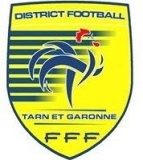 DISTRICT FOOTBALL
TARN ET GARONNE
FFF